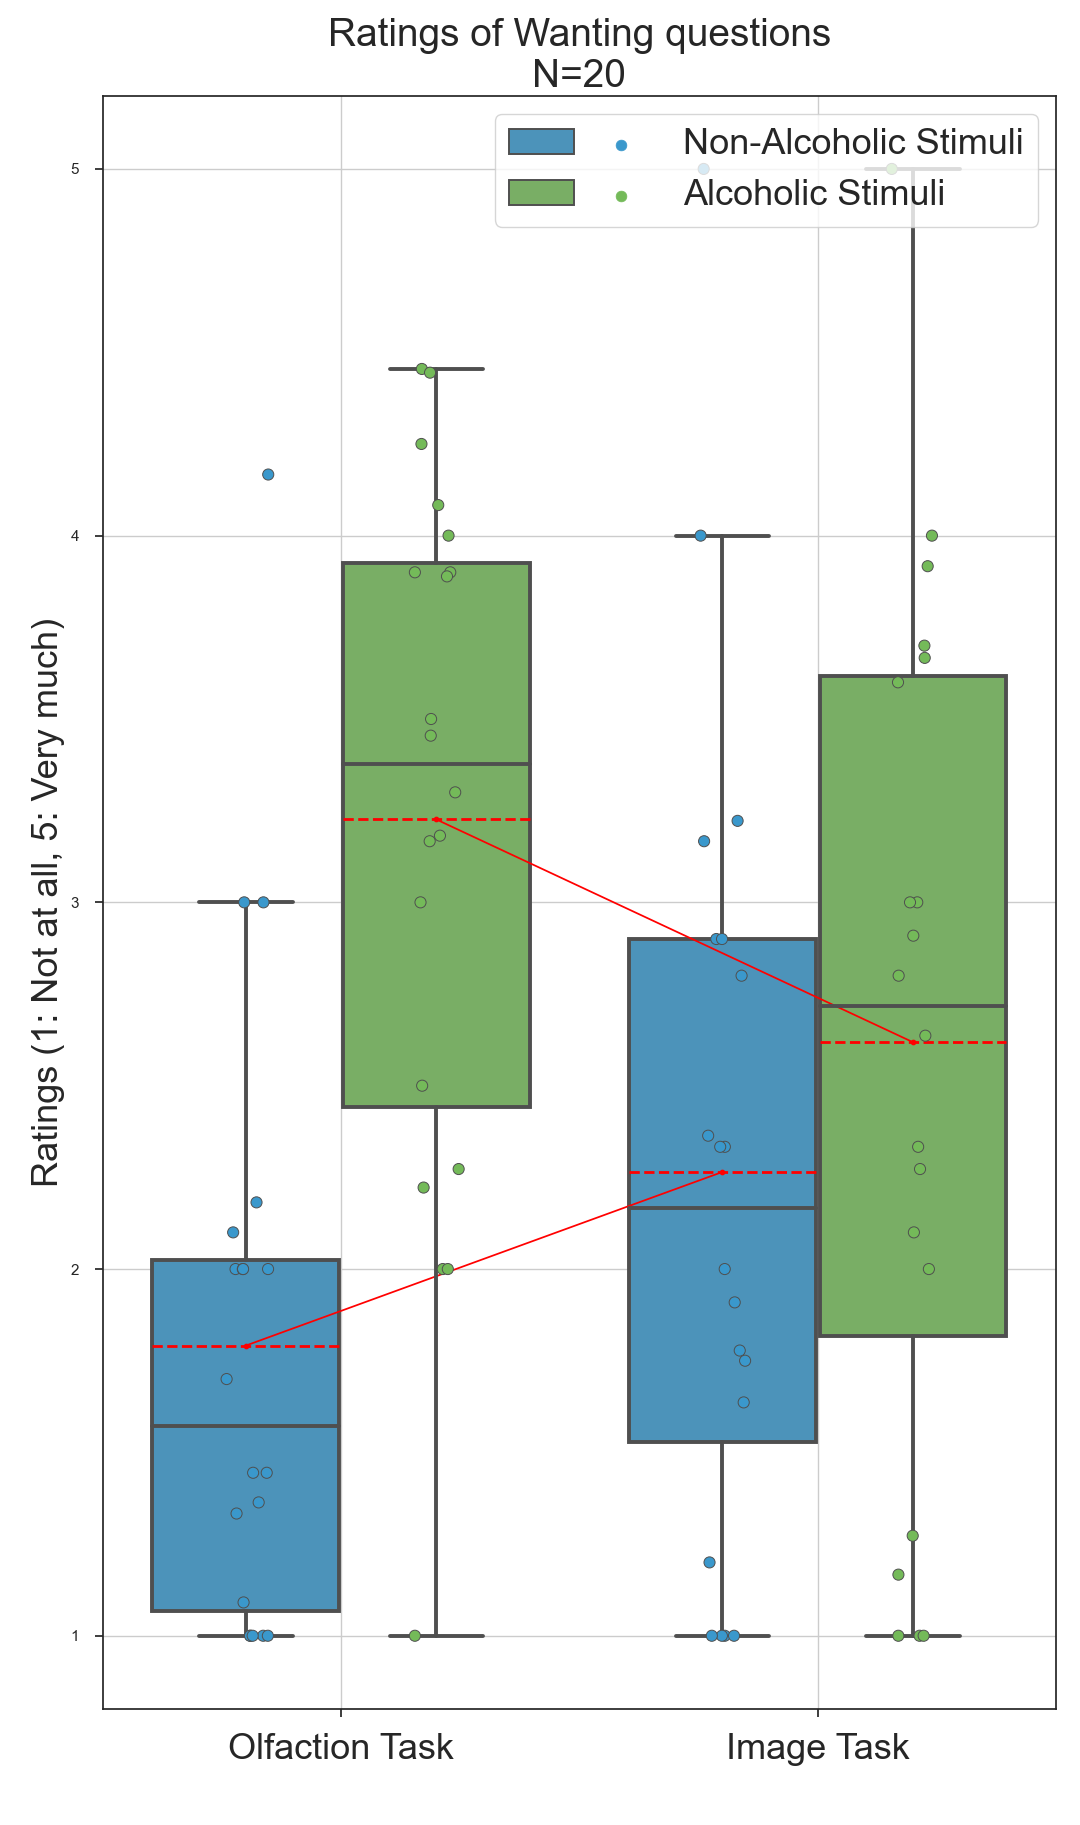 Ratings of Wanting questions
N=20
Non-Alcoholic Stimuli
Alcoholic Stimuli
Ratings (1: Not at all, 5: Very much)
5
4
3
2
1
Olfaction Task
Image Task